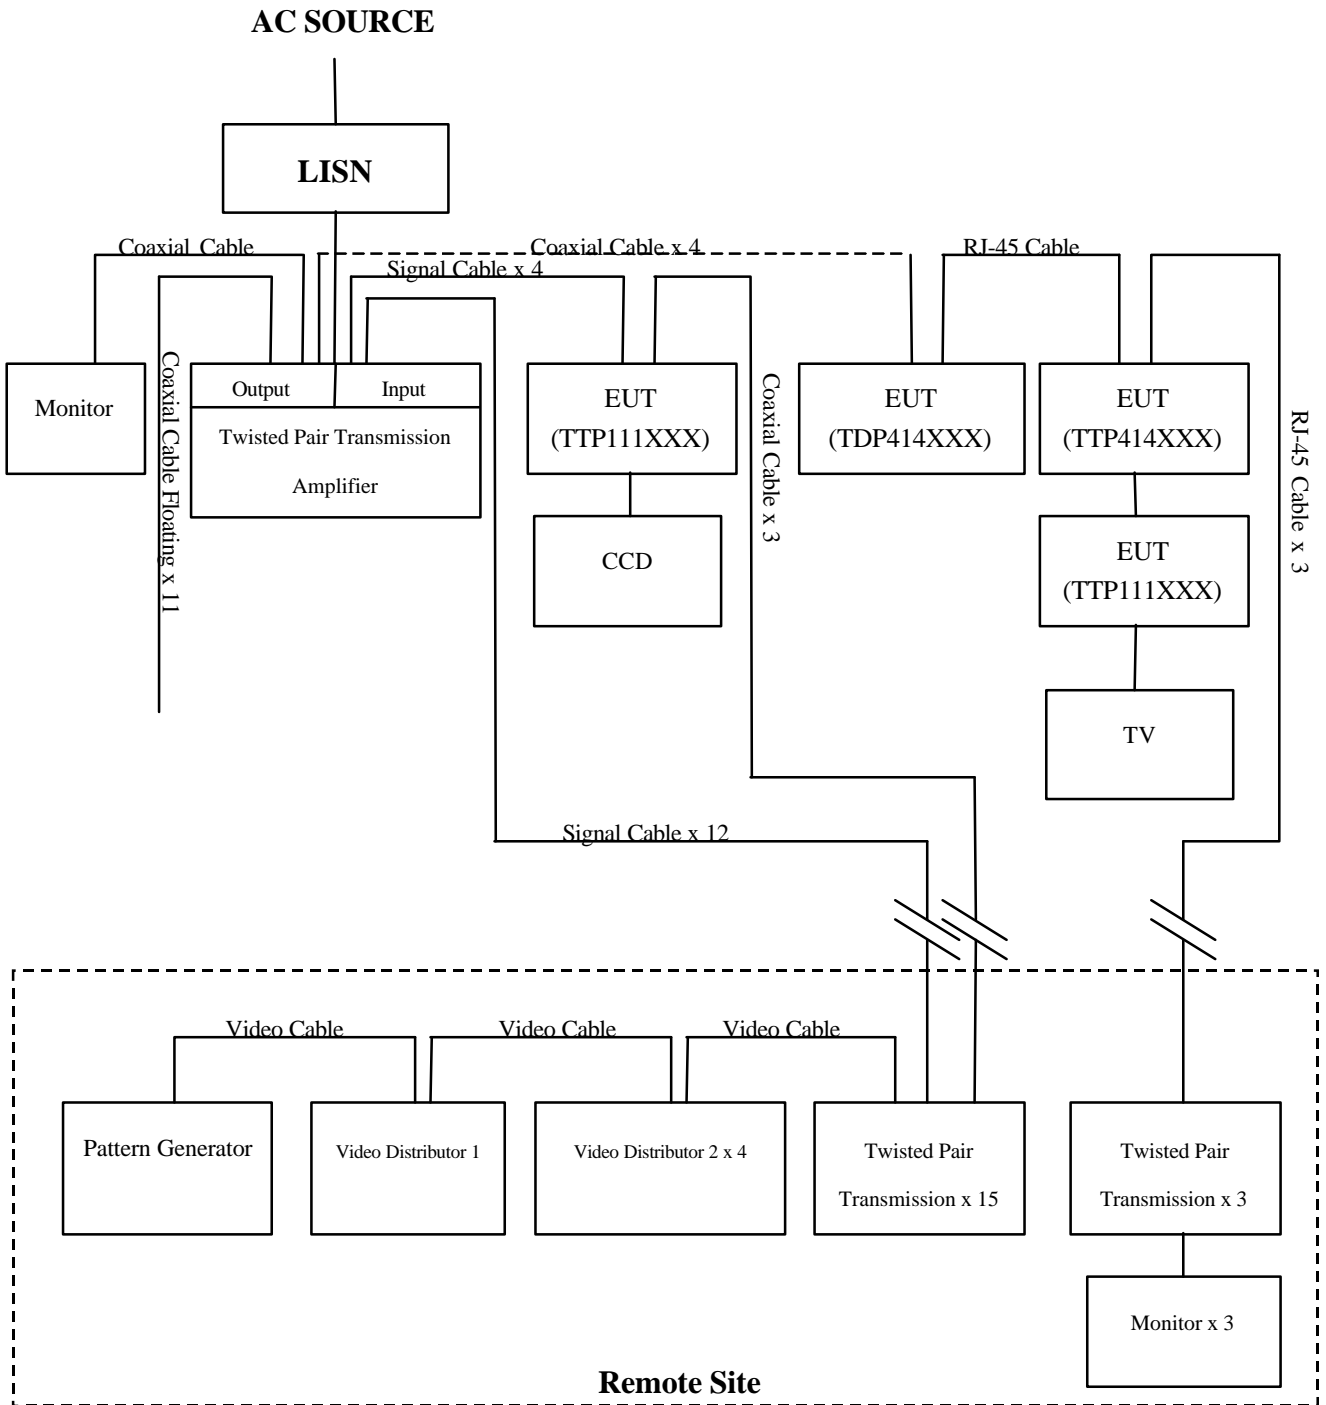 AC SOURCE
LISN
Coaxial Cable
Coaxial Cable x 4
RJ-45 Cable
Signal Cable x 4
Monitor
Coaxial Cable Floating x 11
Output
Input
Twisted Pair Transmission
Amplifier
EUT
(TTP111XXX)
CCD
Coaxial Cable x 3
EUT
(TDP414XXX)
EUT
(TTP414XXX)
EUT
(TTP111XXX)
TV
RJ-45 Cable x 3
Signal Cable x 12
Video Cable
Video Cable
Video Cable
Pattern Generator
Video Distributor 1
Video Distributor 2 x 4
Twisted Pair
Transmission x 15
Twisted Pair
Transmission x 3
Monitor x 3
Remote Site